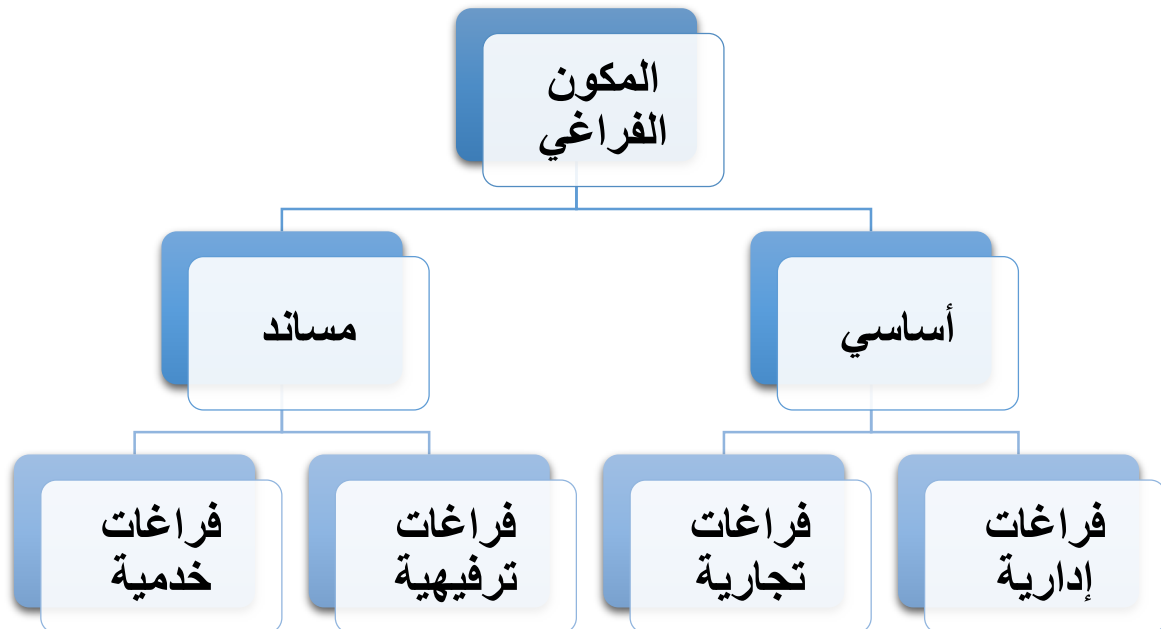 المكون
الفراغي
أساسي
مساند
فراغات
إدارية
فراغات
تجارية
فراغات
ترفيهية
فراغات
خدمية